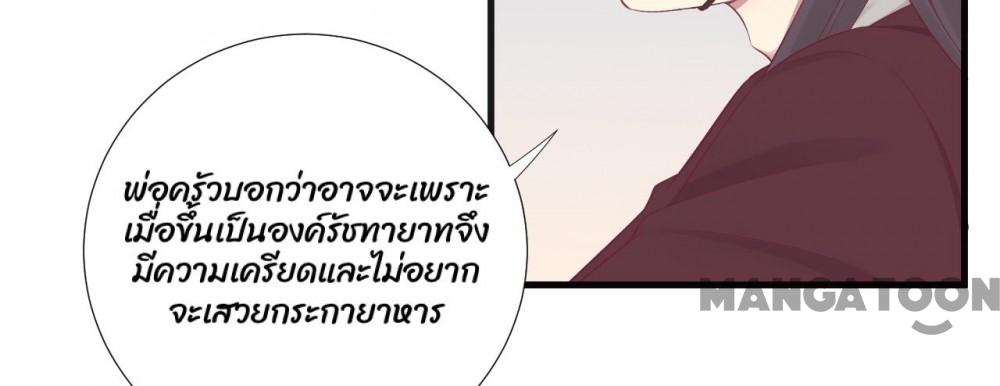 พ่อครัวบอกว่าอาจจะเพราะ
เมื่อขึ้นเป็นองค์รัชทายาทจึง
มีความเครียดและไม่อยาก
จะเสวยกระกายาหาร
MANGATOON